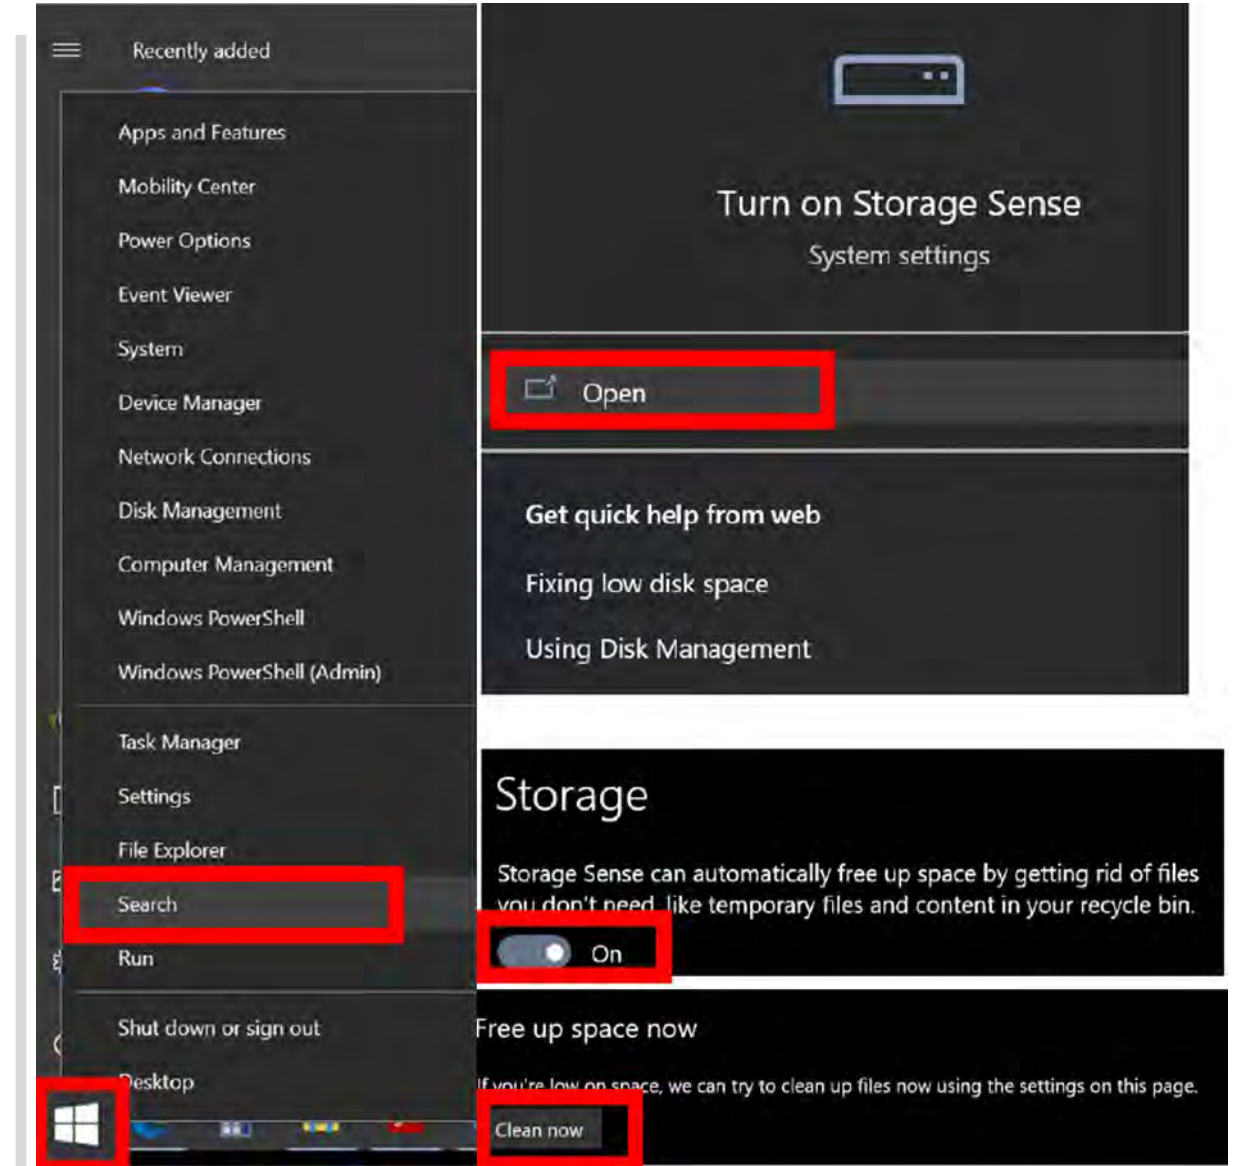 Recently added
Apps and Features
Mobility Center
Power Options
Event Viewer
System
Device Manager
Network Connections
Disk Management
Computer Management
Windows PowerShell
Windows PowerShell (Admin)
Task Manager
Settings
File Explorer
Search
Run
Shut down or sign out
Desktop
Turn on Storage Sense
System settings
Open
Get quick help from web
Fixing low disk space
Using Disk Management
Storage
Storage Sense can automatically free up space by getting rid of files
you don't need, like temporary files and content in your recycle bin.
On
Free up space now
If you're low on space, we can try to clean up files now using the settings on this page.
Clean now